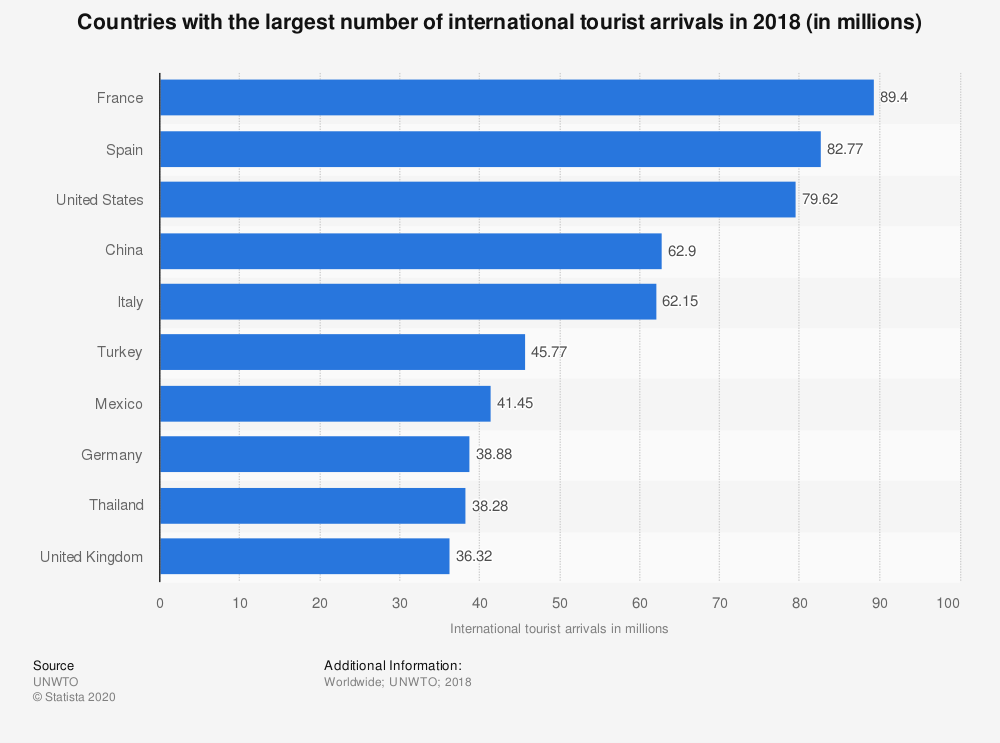 Countries with the largest number of international tourist arrivals in 2018 (in millions)
France 89.4
Spain 82.77
United States 79.62
China 62.9
Italy 62.15
Turkey 45.77
Mexico 41.45
Germany 38.88
Thailand 38.28
United Kingdom 36.32
0 10 20 30 40 50 60 70 80 90 100
International tourist arrivals in millions
Source
UNWTO
© Statista 2020
Additional Information:
Worldwide; UNWTO; 2018